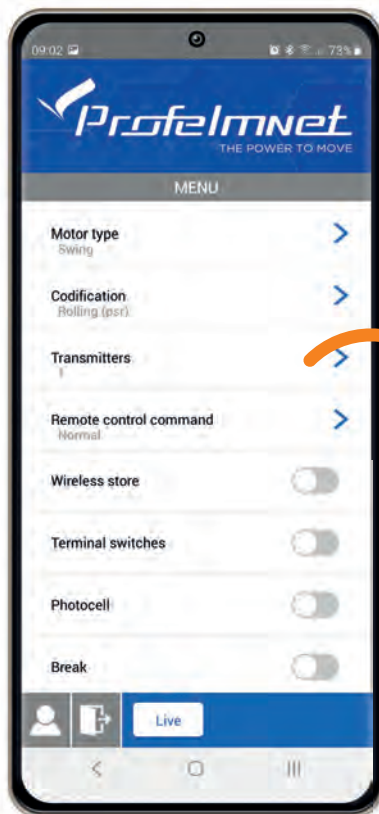 09:02
73%
Profelmnet
THE POWER TO MOVE
MENU
Motor type
Swing
Codification
Rolling (psr)
Transmitters
1
Remote control command
Normal
Wireless store
Terminal switches
Photocell
Break
Live